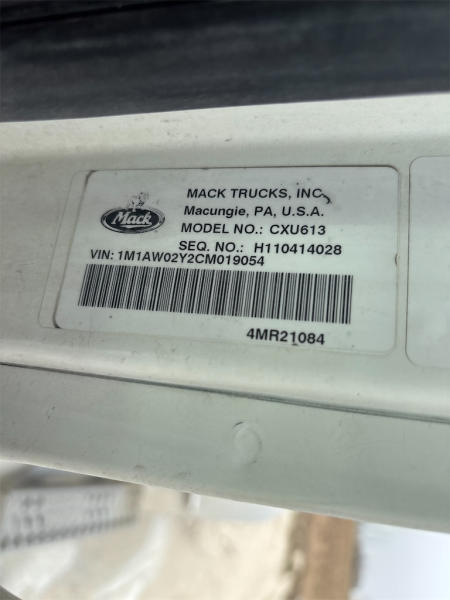 Mack
MACK TRUCKS, INC.
Macungie, PA, U.S.A.
MODEL NO.: CXU613
SEQ. NO.: H110414028
VIN: 1M1AW02Y2CM019054
4MR21084